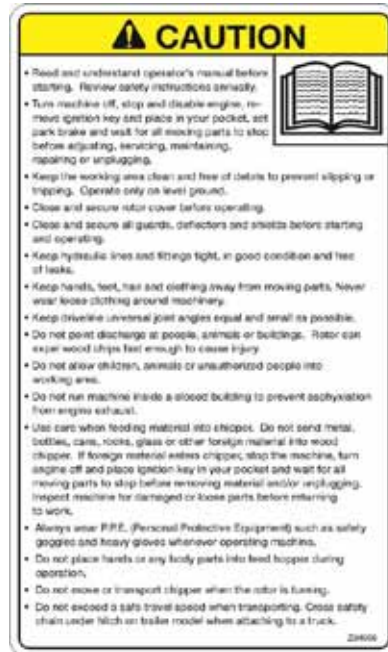 CAUTION
• Read and understand operator's manual before
starting. Review safety instructions annually.
• Turn machine off, stop and disable engine, re-
move ignition key and place in your pocket, set
park brake and wait for all moving parts to stop
before adjusting, servicing, maintaining,
repairing or unplugging.
• Keep the working area clean and free of debris to prevent slipping or
tripping. Operate only on level ground.
• Close and secure rotor cover before operating.
• Close and secure all guards, deflectors and shields before starting
and operating.
• Keep hydraulic lines and fittings tight, in good condition and free
of leaks.
• Keep hands, feet, hair and clothing away from moving parts. Never
wear loose clothing around machinery.
• Keep driveline universal joint angles equal and small as possible.
• Do not point discharge at people, animals or buildings. Rotor can
expel wood chips fast enough to cause injury.
• Do not allow children, animals or unauthorized people into
working area.
• Do not run machine inside a closed building to prevent asphyxiation
from engine exhaust.
• Use care when feeding material into chipper. Do not send metal,
bottles, cans, rocks, glass or other foreign material into wood
chipper. If foreign material enters chipper, stop the machine, turn
engine off and place ignition key in your pocket and wait for all
moving parts to stop before removing material and/or unplugging.
Inspect machine for damaged or loose parts before returning
to work.
• Always wear P.P.E. (Personal Protective Equipment) such as safety
goggles and heavy gloves whenever operating machine.
• Do not place hands or any body parts into feed hopper during
operation.
• Do not move or transport chipper when the rotor is turning.
• Do not exceed a safe travel speed when transporting. Cross safety
chain under hitch on trailer model when attaching to a truck.